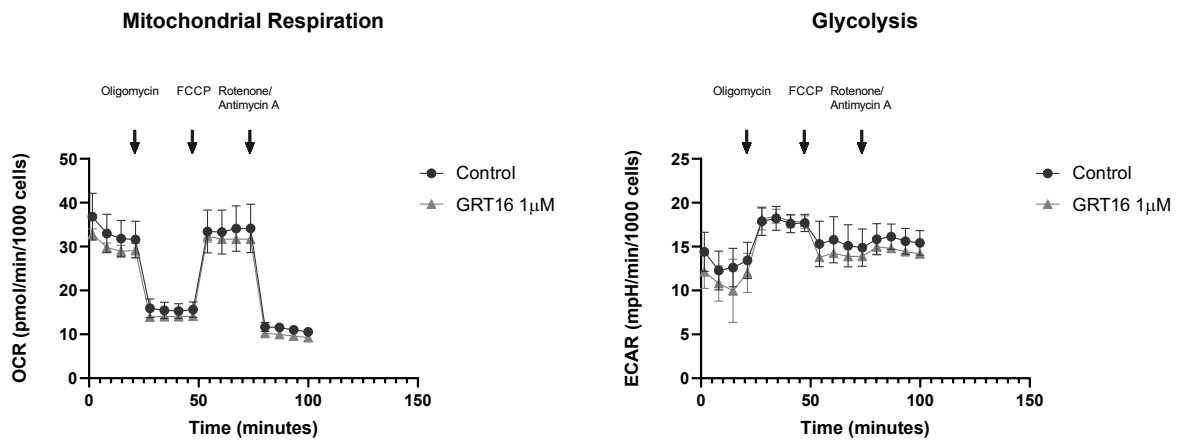 Mitochondrial Respiration
Oligomycin FCCP Rotenone/
Antimycin A
OCR (pmol/min/1000 cells)
50
40
30
20
10
0
0 50 100 150
Time (minutes)
Control
GRT16 1μM
Glycolysis
Oligomycin FCCP Rotenone/
Antimycin A
ECAR (mpH/min/1000 cells)
25
20
15
10
5
0
0 50 100 150
Time (minutes)
Control
GRT16 1μM